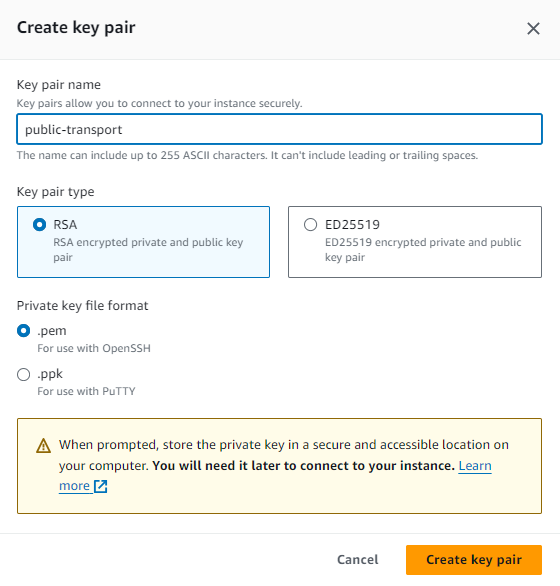 Create key pair
Key pair name
Key pairs allow you to connect to your instance securely.
public-transport
The name can include up to 255 ASCII characters. It can't include leading or trailing spaces.
Key pair type
RSA
RSA encrypted private and public key
pair
ED25519
ED25519 encrypted private and public
key pair
Private key file format
.pem
For use with OpenSSH
.ppk
For use with PuTTY
When prompted, store the private key in a secure and accessible location on
your computer. You will need it later to connect to your instance. Learn
more
Cancel
Create key pair